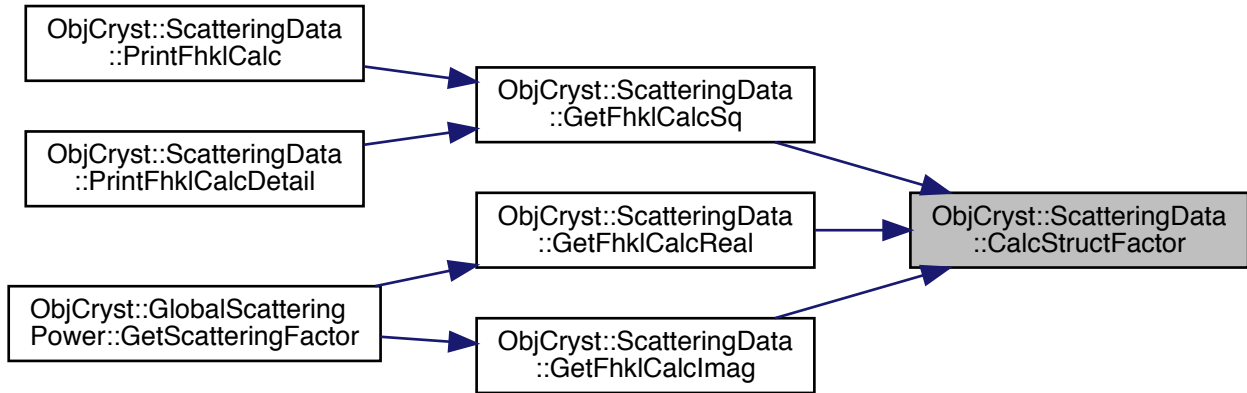 ObjCryst::ScatteringData
::PrintFhklCalc
ObjCryst::ScatteringData
::PrintFhklCalcDetail
ObjCryst::GlobalScattering
Power::GetScatteringFactor
ObjCryst::ScatteringData
::GetFhklCalcSq
ObjCryst::ScatteringData
::GetFhklCalcReal
ObjCryst::ScatteringData
::GetFhklCalcImag
ObjCryst::ScatteringData
::CalcStructFactor